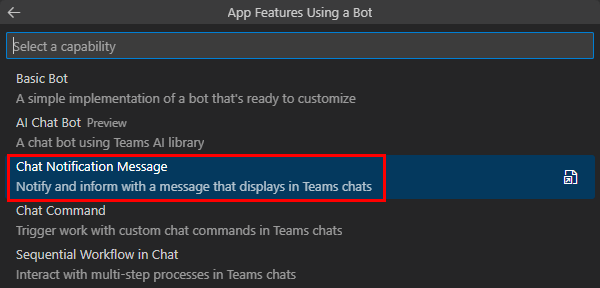 App Features Using a Bot
Select a capability
Basic Bot
A simple implementation of a bot that's ready to customize
AI Chat Bot Preview
A chat bot using Teams AI library
Chat Notification Message
Notify and inform with a message that displays in Teams chats
Chat Command
Trigger work with custom chat commands in Teams chats
Sequential Workflow in Chat
Interact with multi-step processes in Teams chats